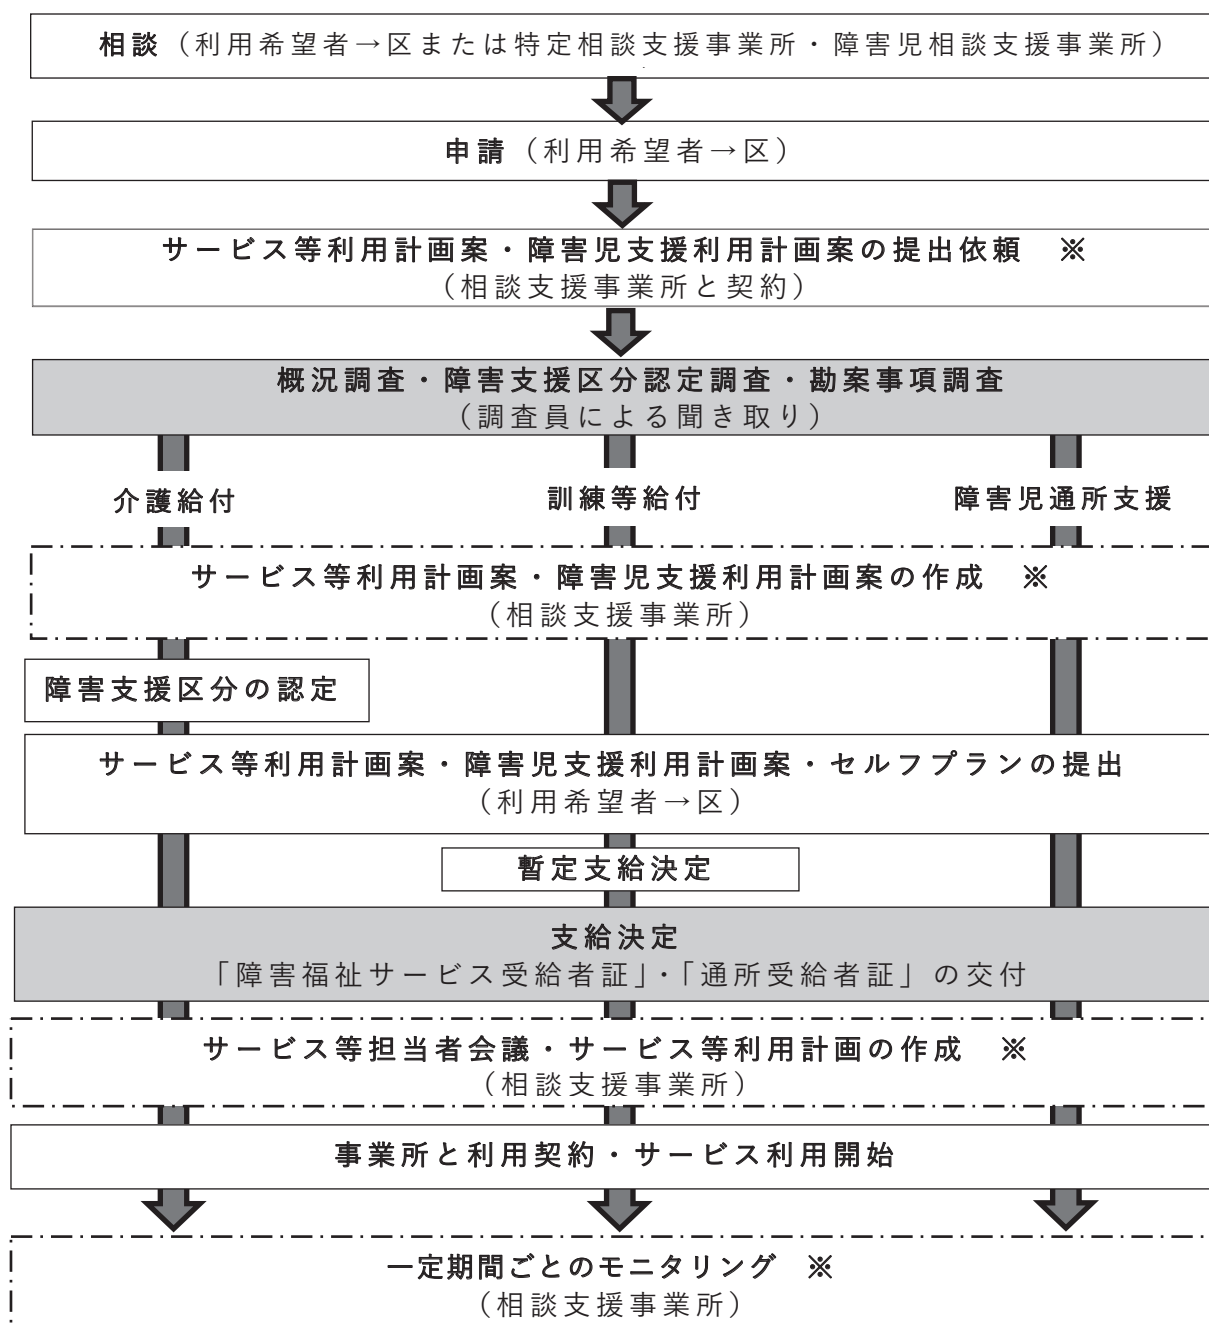 相談（利用希望者→区または特定相談支援事業所・障害児相談支援事業所）
申請（利用希望者→区）
サービス等利用計画案・障害児支援利用計画案の提出依頼　※
（相談支援事業所と契約）
概況調査・障害支援区分認定調査・勘案事項調査
（調査員による聞き取り）
介護給付
訓練等給付
障害児通所支援
サービス等利用計画案・障害児支援利用計画案の作成　※
（相談支援事業所）
障害支援区分の認定
サービス等利用計画案・障害児支援利用計画案・セルフプランの提出
（利用希望者→区）
暫定支給決定
支給決定
「障害福祉サービス受給者証」・「通所受給者証」の交付
サービス等担当者会議・サービス等利用計画の作成　※
（相談支援事業所）
事業所と利用契約・サービス利用開始
一定期間ごとのモニタリング　※
（相談支援事業所）